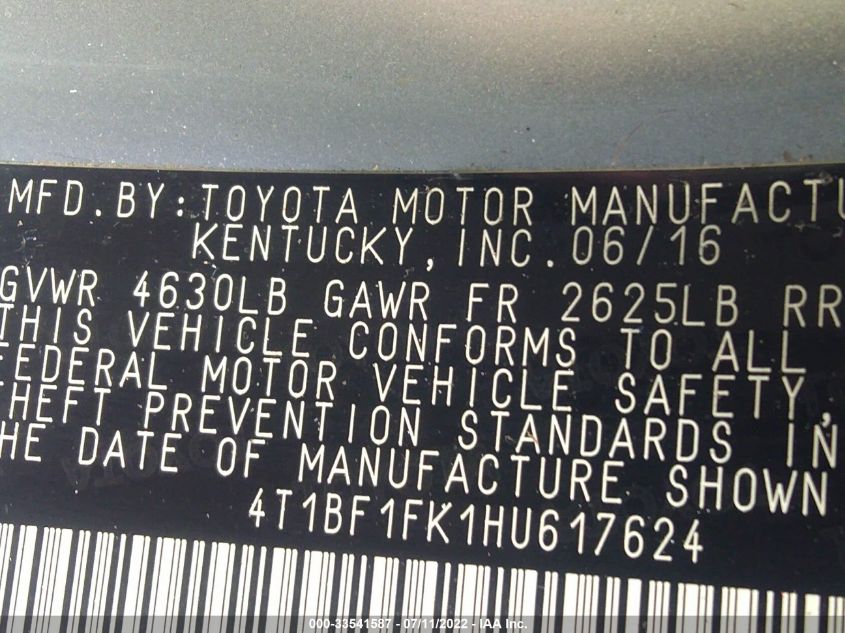 MFD.BY:TOYOTA MOTOR MANUFACTU
KENTUCKY,INC.06/16
GVWR 4630LB GAWR FR 2625LB RR
THIS VEHICLE CONFORMS TO ALL
FEDERAL MOTOR VEHICLE SAFETY,
THEFT PREVENTION STANDARDS IN
HE DATE OF MANUFACTURE SHOWN
4T1BF1FK1HU617624
000-33541587 - 07/11/2022 - IAA Inc.